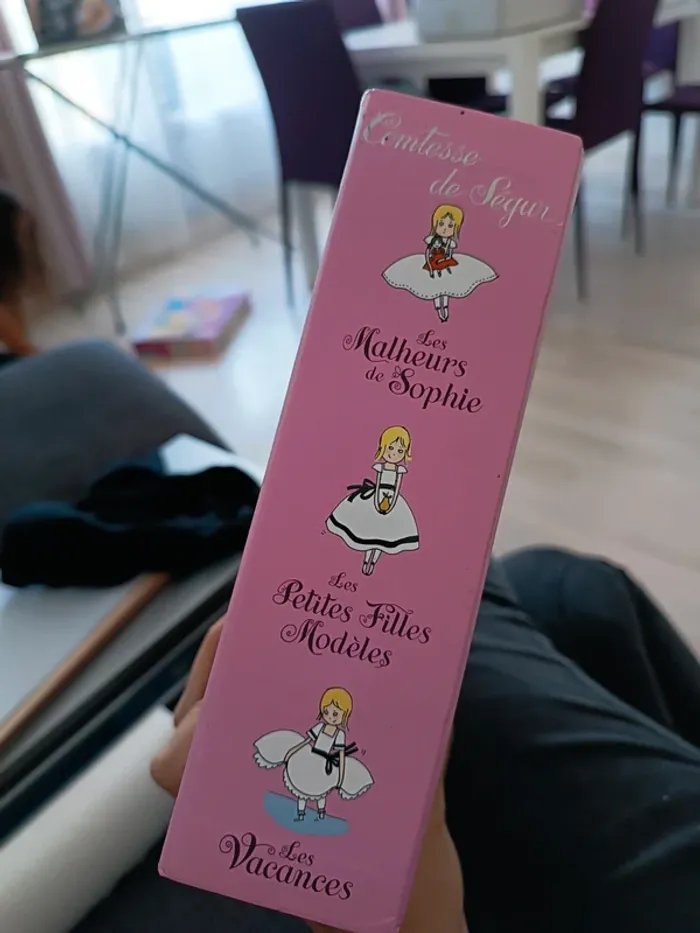 Comtesse
de Ségur
Les
Malheurs
de Sophie
Les
Petites Filles
Modèles
Les
Vacances